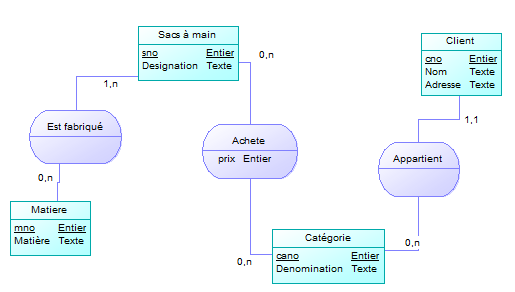 Sacs à main
sno Entier
Designation Texte
0,n
1,n
Client
cno Entier
Nom Texte
Adresse Texte
1,1
Est fabriqué
Achete
prix Entier
Appartient
0,n
Matiere
mno Entier
Matière Texte
Catégorie
cano Entier
Denomination Texte
0,n
0,n